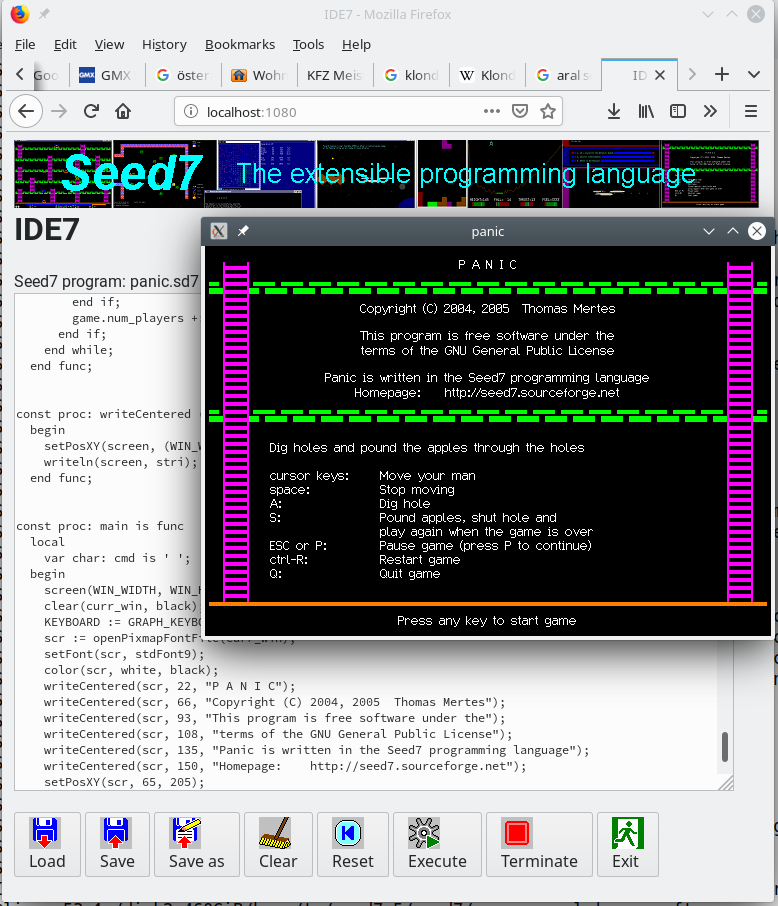 IDE7 - Mozilla Firefox
File Edit View History Bookmarks Tools Help
Goo GMX öster Wohn KFZ Meis klond Klond aral s ID
localhost:1080
Seed7 The extensible programming language
IDE7
panic
Seed7 program: panic.sd7
end if;
game.num_players +
end if;
end while;
end func;
const proc: writeCentered (
begin
setPosXY(screen, (WIN_W
writeln(screen, stri);
end func;
const proc: main is func
local
var char: cmd is ' ';
begin
screen(WIN_WIDTH, WIN_H
clear(curr_win, black);
KEYBOARD := GRAPH_KEYBO
scr := openPixmapFontFile(curr_win);
setFont(scr, stdFont9);
color(scr, white, black);
writeCentered(scr, 22, "P A N I C");
writeCentered(scr, 66, "Copyright (C) 2004, 2005  Thomas Mertes");
writeCentered(scr, 93, "This program is free software under the");
writeCentered(scr, 108, "terms of the GNU General Public License");
writeCentered(scr, 135, "Panic is written in the Seed7 programming language");
writeCentered(scr, 150, "Homepage:    http://seed7.sourceforge.net");
setPosXY(scr, 65, 205);
P A N I C
Copyright (C) 2004, 2005  Thomas Mertes
This program is free software under the
terms of the GNU General Public License
Panic is written in the Seed7 programming language
Homepage:    http://seed7.sourceforge.net
Dig holes and pound the apples through the holes
cursor keys: Move your man
space: Stop moving
A: Dig hole
S: Pound apples, shut hole and
play again when the game is over
ESC or P: Pause game (press P to continue)
ctrl-R: Restart game
Q: Quit game
Press any key to start game
Load Save Save as Clear Reset Execute Terminate Exit